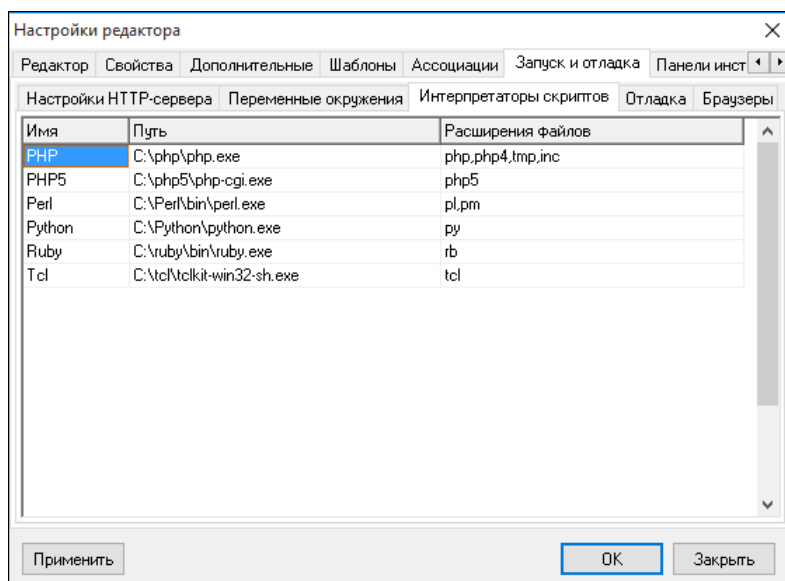 Настройки редактора
Редактор Свойства Дополнительные Шаблоны Ассоциации Запуск и отладка Панели инст
Настройки HTTP-сервера Переменные окружения Интерпретаторы скриптов Отладка Браузеры
Имя Путь Расширения файлов
PHP C:\php\php.exe php,php4,tmp,inc
PHP5 C:\php5\php-cgi.exe php5
Perl C:\Perl\bin\perl.exe pl,pm
Python C:\Python\python.exe py
Ruby C:\ruby\bin\ruby.exe rb
Tcl C:\tcl\tclkit-win32-sh.exe tcl
Применить OK Закрыть